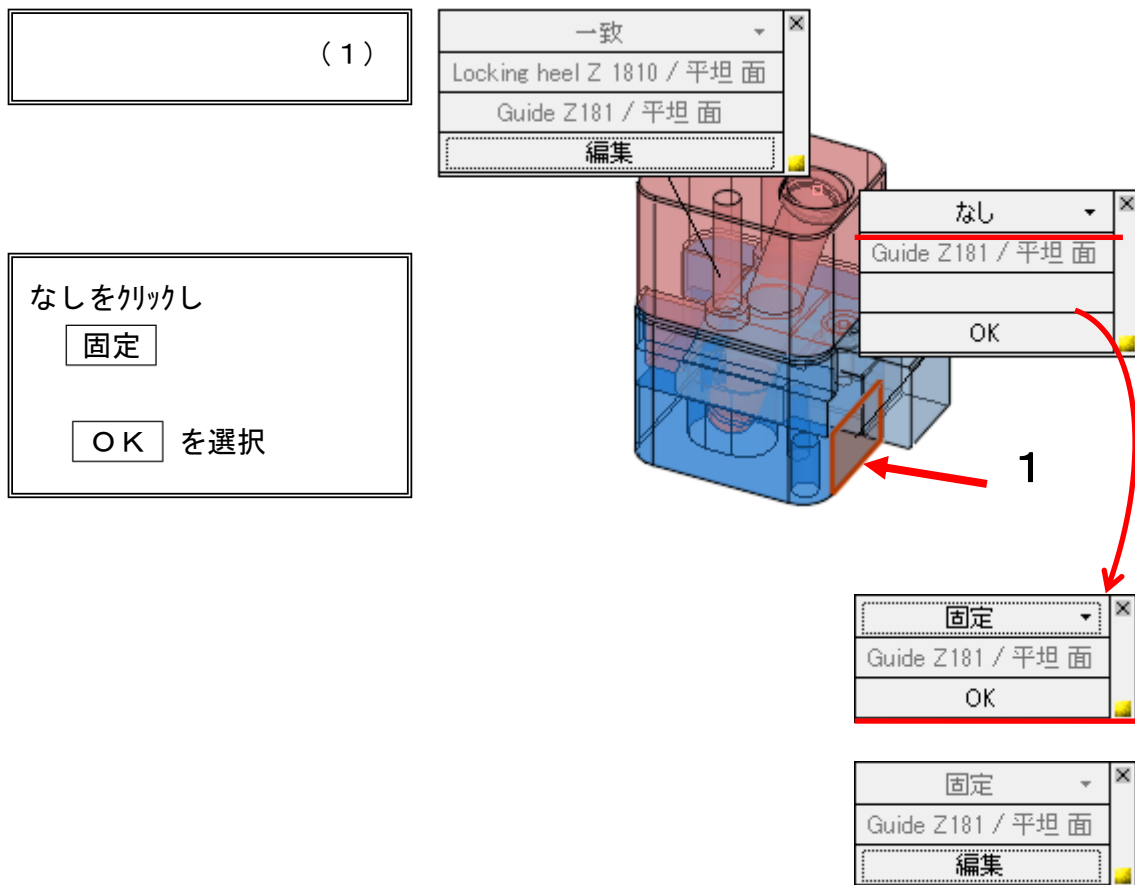 (1)
一致
Locking heel Z 1810 / 平坦 面
Guide Z181 / 平坦 面
編集
なし
Guide Z181 / 平坦 面
OK
なしをｸﾘｯｸし
固定
ＯＫ を選択
1
固定
Guide Z181 / 平坦 面
OK
固定
Guide Z181 / 平坦 面
編集